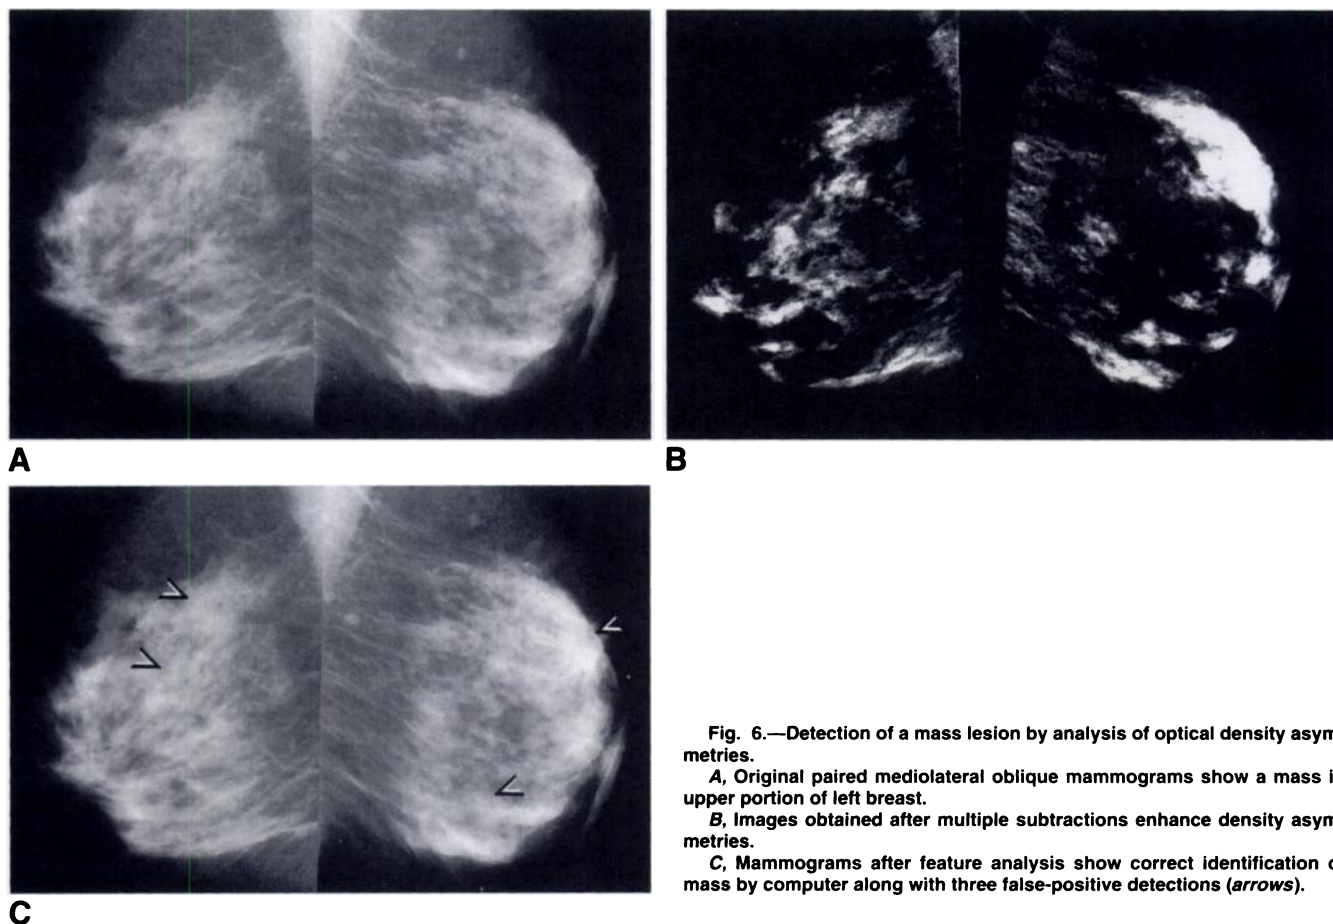 A
B
C
Fig. 6.—Detection of a mass lesion by analysis of optical density asym
metries.
A, Original paired mediolateral oblique mammograms show a mass i
upper portion of left breast.
B, Images obtained after multiple subtractions enhance density asym
metries.
C, Mammograms after feature analysis show correct identification
mass by computer along with three false-positive detections (arrows).